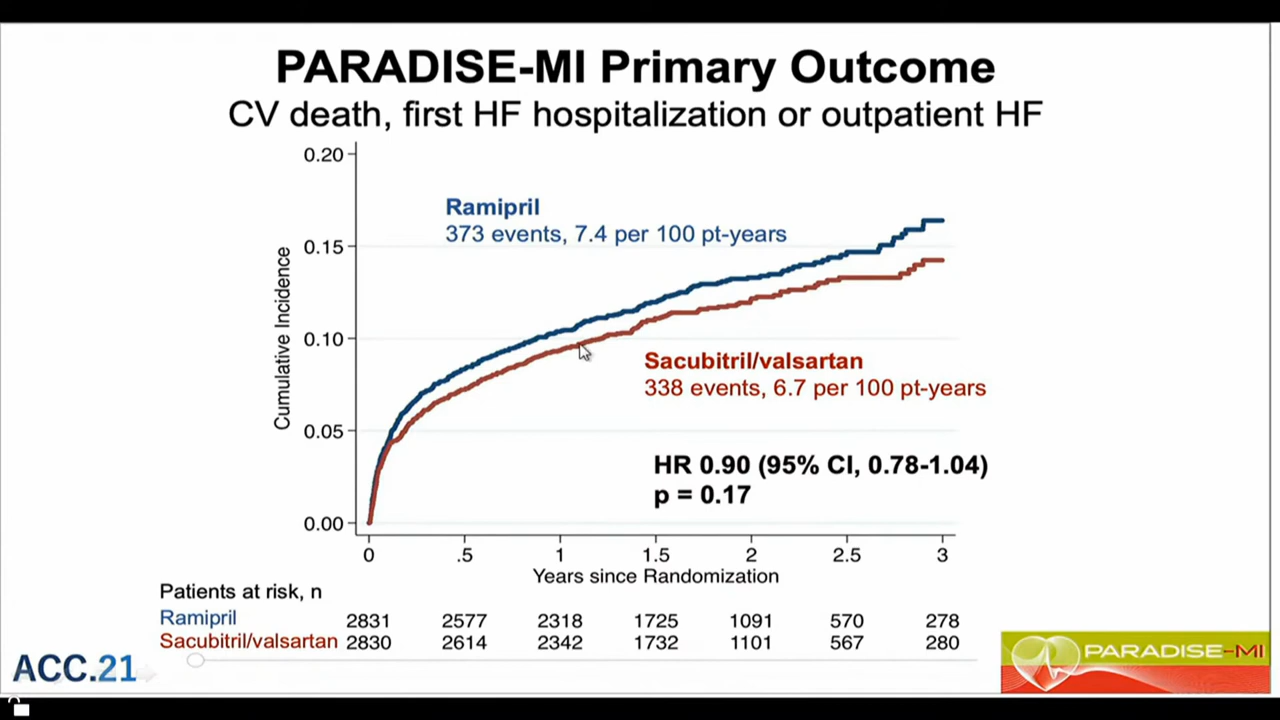 PARADISE-MI Primary Outcome
CV death, first HF hospitalization or outpatient HF
0.20
0.15
0.10
0.05
0.00
Cumulative Incidence
Ramipril
373 events, 7.4 per 100 pt-years
Sacubitril/valsartan
338 events, 6.7 per 100 pt-years
HR 0.90 (95% CI, 0.78-1.04)
p = 0.17
0 .5 1 1.5 2 2.5 3
Years since Randomization
Patients at risk, n
Ramipril 2831 2577 2318 1725 1091 570 278
Sacubitril/valsartan 2830 2614 2342 1732 1101 567 280
ACC.21
PARADISE-MI